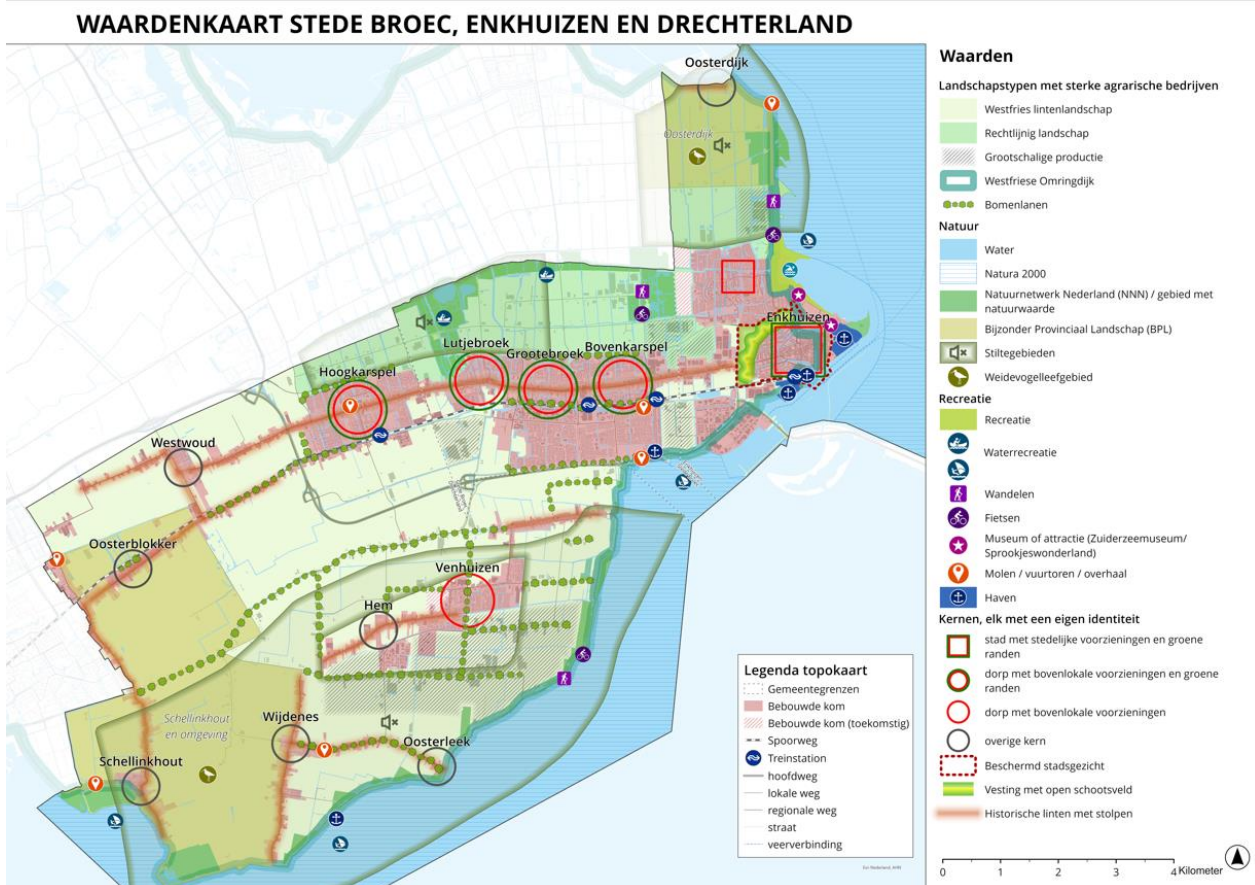 WAARDENKAART STEDE BROEC, ENKHUIZEN EN DRECHTERLAND
Oosterdijk
Oosterdijk
Enkhuizen
Lutjebroek
Grootebroek
Bovenkarspel
Hoogkarspel
Westwoud
Oosterblokker
Venhuizen
Hem
Schellinkhout
en omgeving
Wijdenes
Oosterleek
Schellinkhout
Legenda topokaart
Gemeentegrenzen
Bebouwde kom
Bebouwde kom (toekomstig)
Spoorweg
Treinstation
hoofdweg
lokale weg
regionale weg
straat
veerverbinding
Waarden
Landschapstypen met sterke agrarische bedrijven
Westfries lintenlandschap
Rechtlijnig landschap
Grootschalige productie
Westfriese Omringdijk
Bomenlanen
Natuur
Water
Natura 2000
Natuurnetwerk Nederland (NNN) / gebied met
natuurwaarde
Bijzonder Provinciaal Landschap (BPL)
Stiltegebieden
Weidevogelleefgebied
Recreatie
Recreatie
Waterrecreatie
Wandelen
Fietsen
Museum of attractie (Zuiderzeemuseum/
Sprookjeswonderland)
Molen / vuurtoren / overhaal
Haven
Kernen, elk met een eigen identiteit
stad met stedelijke voorzieningen en groene
randen
dorp met bovenlokale voorzieningen en groene
randen
dorp met bovenlokale voorzieningen
overige kern
Beschermd stadsgezicht
Vesting met open schootsveld
Historische linten met stolpen
0 1 2 3 4 Kilometer